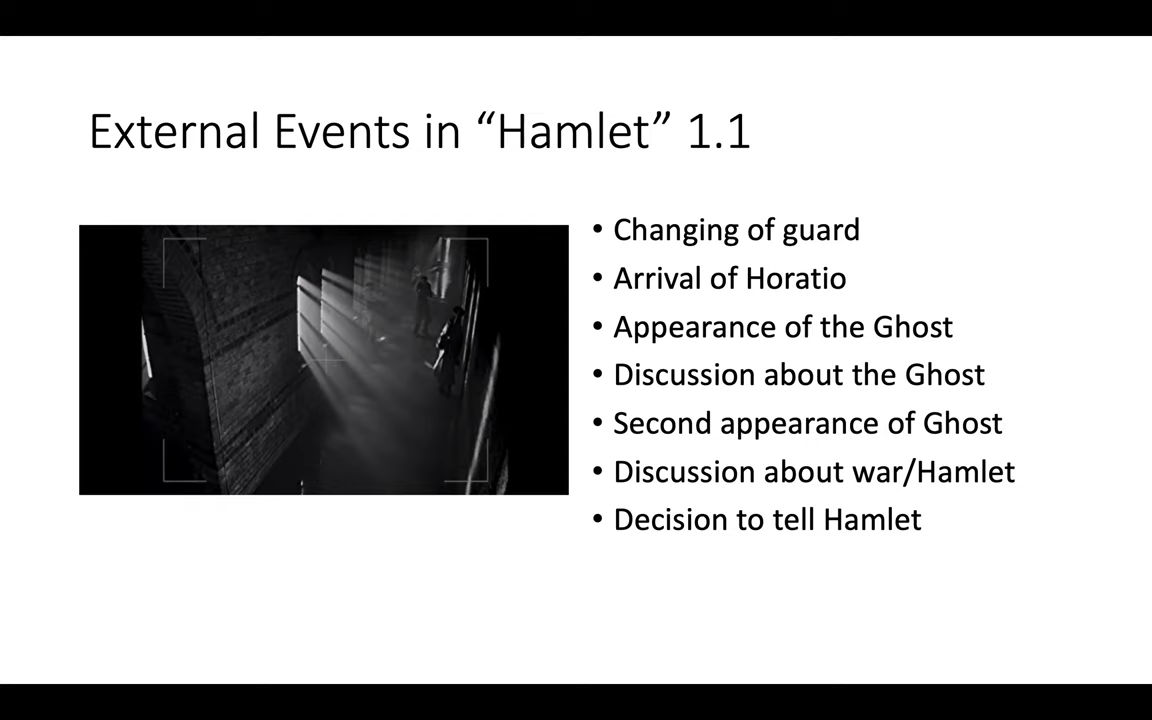 External Events in “Hamlet” 1.1
• Changing of guard
• Arrival of Horatio
• Appearance of the Ghost
• Discussion about the Ghost
• Second appearance of Ghost
• Discussion about war/Hamlet
• Decision to tell Hamlet